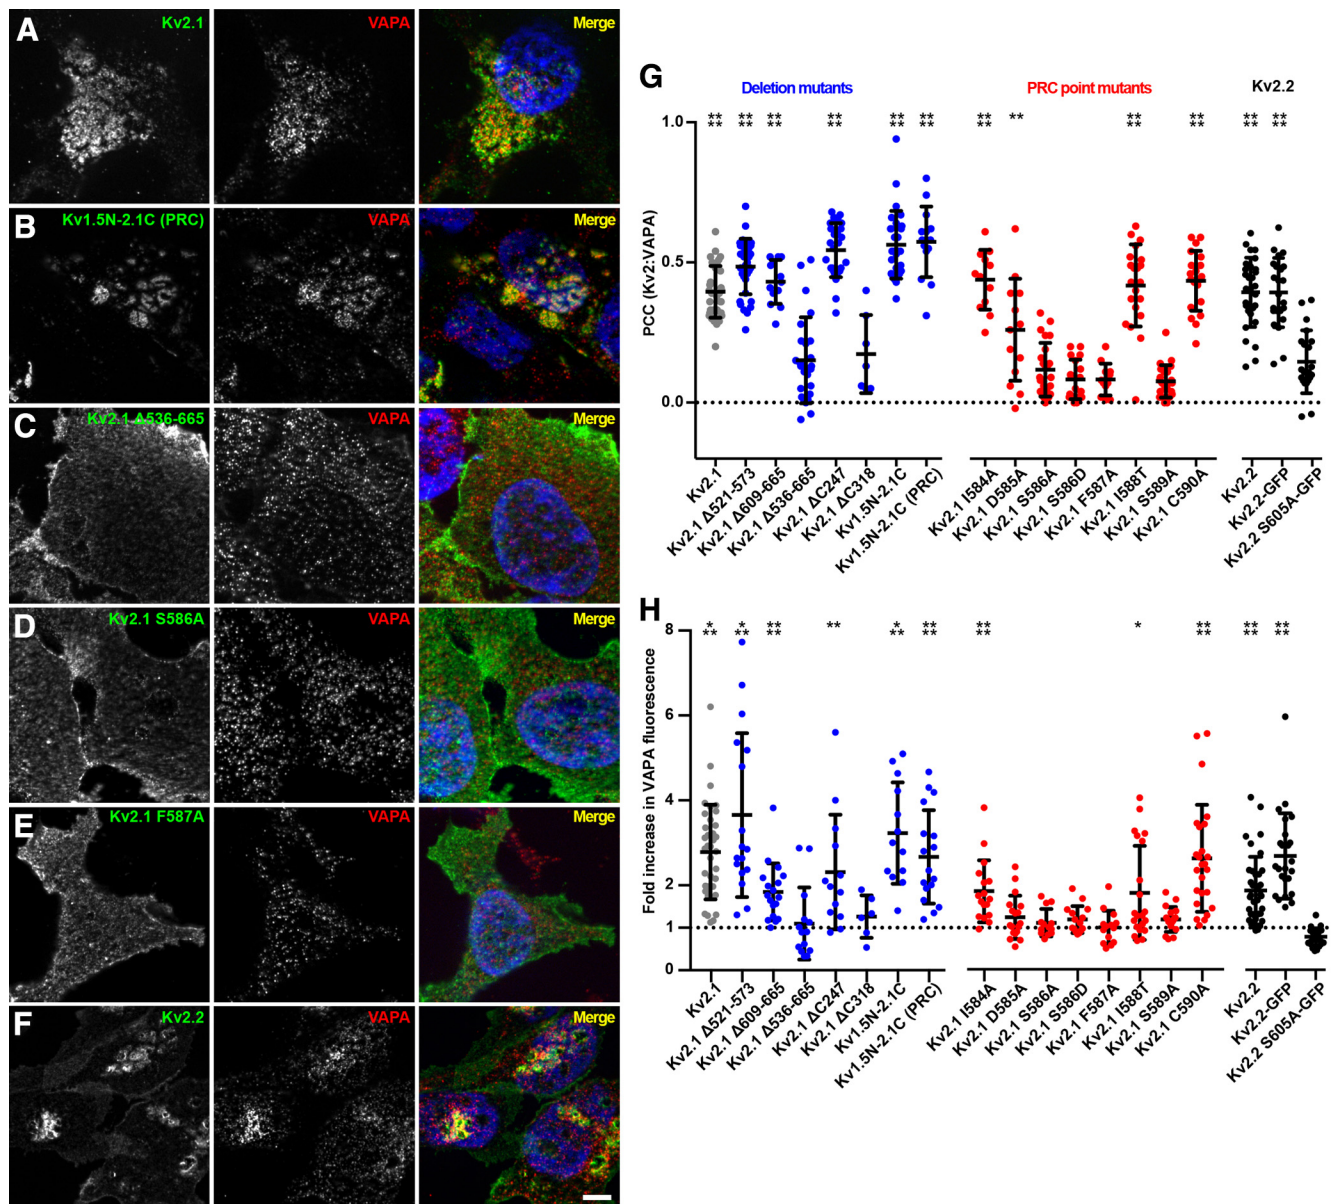 A Kv2.1 VAPA Merge
B Kv1.5N-2.1C (PRC) VAPA Merge
C Kv2.1 Δ536-665 VAPA Merge
D Kv2.1 S586A VAPA Merge
E Kv2.1 F587A VAPA Merge
F Kv2.2 VAPA Merge
G
Deletion mutants PRC point mutants Kv2.2
** ** ** ** ** ** ** ** ** ** ** **
** ** ** ** ** ** ** ** ** ** **
PCC (Kv2:VAPA)
1.0
0.5
0.0
Kv2.1
Kv2.1 Δ521-573
Kv2.1 Δ609-665
Kv2.1 Δ536-665
Kv2.1 ΔC247
Kv2.1 ΔC318
Kv1.5N-2.1C
Kv1.5N-2.1C (PRC)
Kv2.1 I584A
Kv2.1 D585A
Kv2.1 S586A
Kv2.1 S586D
Kv2.1 F587A
Kv2.1 I588T
Kv2.1 S589A
Kv2.1 C590A
Kv2.2
Kv2.2-GFP
Kv2.2 S605A-GFP
H
* * ** ** * ** ** * ** ** **
** ** ** ** ** ** ** ** **
Fold increase in VAPA fluorescence
8
6
4
2
1
0
Kv2.1
Kv2.1 Δ521-573
Kv2.1 Δ609-665
Kv2.1 Δ536-665
Kv2.1 ΔC247
Kv2.1 ΔC318
Kv1.5N-2.1C
Kv1.5N-2.1C (PRC)
Kv2.1 I584A
Kv2.1 D585A
Kv2.1 S586A
Kv2.1 S586D
Kv2.1 F587A
Kv2.1 I588T
Kv2.1 S589A
Kv2.1 C590A
Kv2.2
Kv2.2-GFP
Kv2.2 S605A-GFP